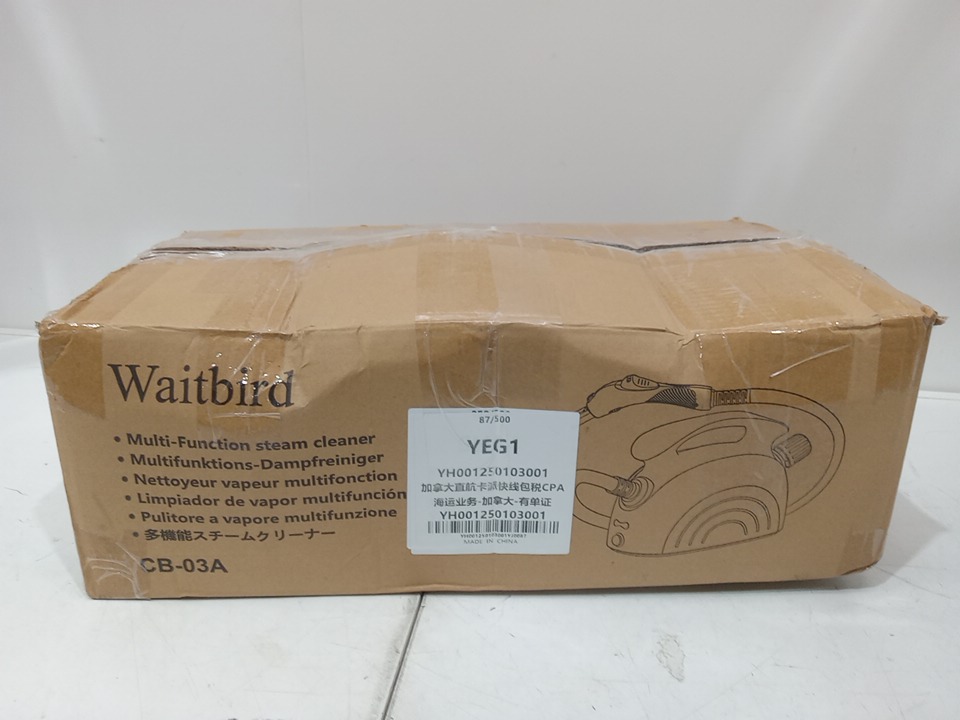 Waitbird
• Multi-Function steam cleaner
• Multifunktions-Dampfreiniger
• Nettoyeur vapeur multifonction
• Limpiador de vapor multifunción
• Pulitore a vapore multifunzione
• 多機能スチームクリーナー
CB-03A
87/500
YEG1
YH001250103001
加拿大直航卡派快线包税CPA
海运业务-加拿大-有单证
YH001250103001
MADE IN CHINA